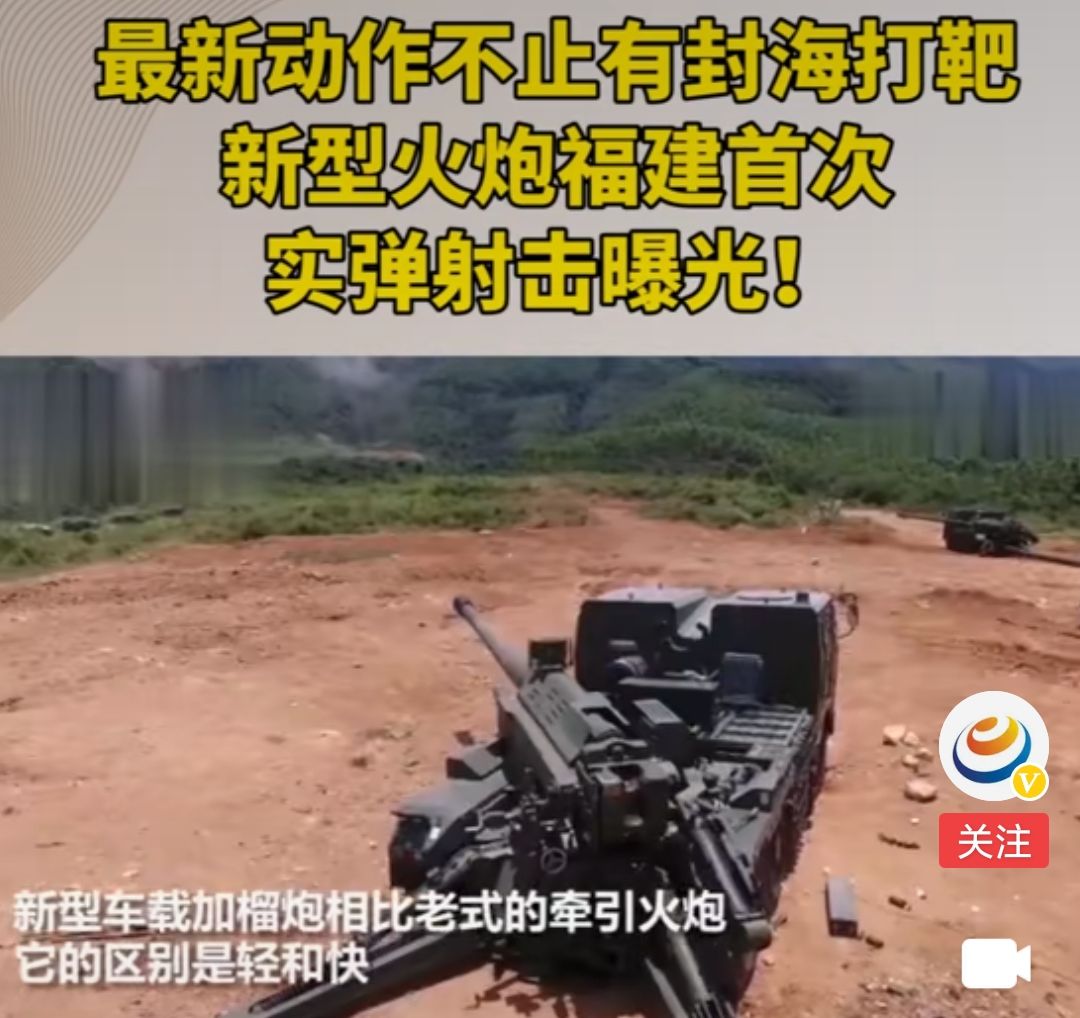 最新动作不止有封海打靶
新型火炮福建首次
实弹射击曝光！
V
关注
新型车载加榴炮相比老式的牵引火炮
它的区别是轻和快